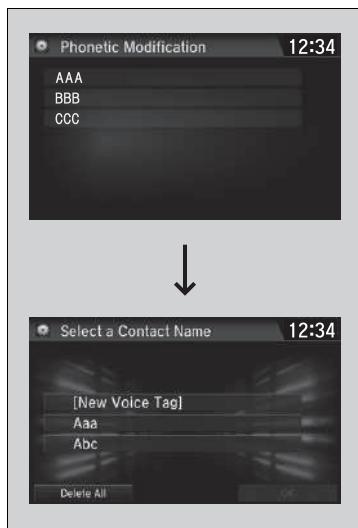 Phonetic Modification 12:34
AAA
BBB
CCC
Select a Contact Name 12:34
[New Voice Tag]
Aaa
Abc
Delete All
OK